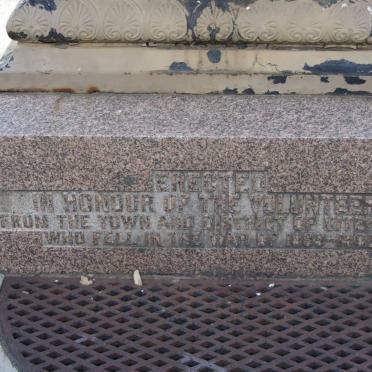 ERECTED
IN HONOUR OF THE VOLUNTEERS
FROM THE TOWN AND DISTRICT OF
WHO FELL IN THE WAR OF 1899-